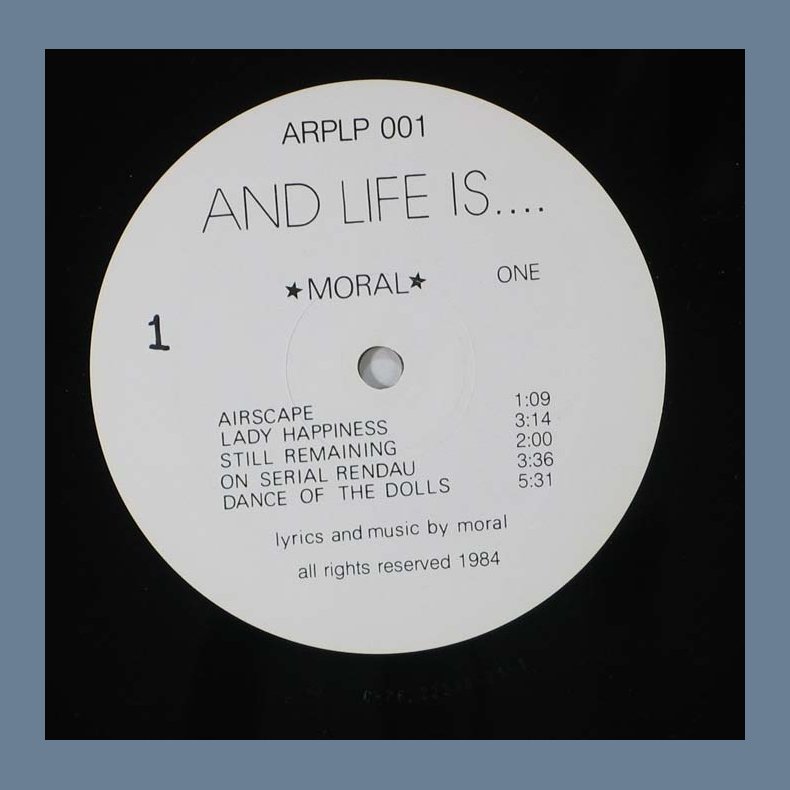 ARPLP 001
AND LIFE IS....
★MORAL★ ONE
1
AIRSCAPE 1:09
LADY HAPPINESS 3:14
STILL REMAINING 2:00
ON SERIAL RENDAU 3:36
DANCE OF THE DOLLS 5:31
lyrics and music by moral
all rights reserved 1984